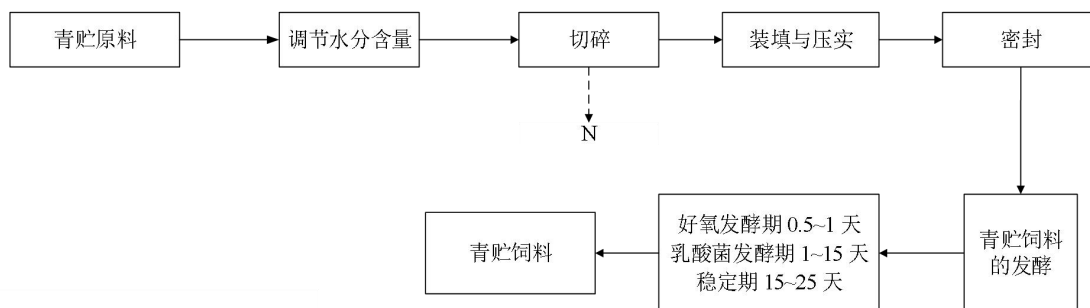 青贮原料
调节水分含量
切碎
装填与压实
密封
N
青贮饲料
的发酵
好氧发酵期 0.5~1 天
乳酸菌发酵期 1~15 天
稳定期 15~25 天
青贮饲料